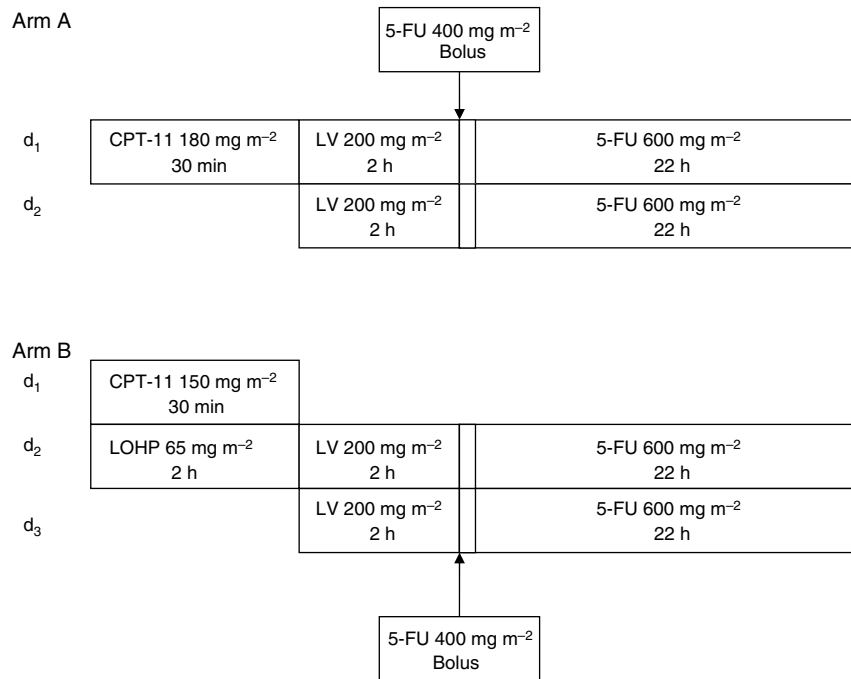 Arm A
5-FU 400 mg m⁻²
Bolus
d₁
CPT-11 180 mg m⁻²
30 min
LV 200 mg m⁻²
2 h
5-FU 600 mg m⁻²
22 h
d₂
LV 200 mg m⁻²
2 h
5-FU 600 mg m⁻²
22 h
Arm B
d₁
CPT-11 150 mg m⁻²
30 min
d₂
LOHP 65 mg m⁻²
2 h
LV 200 mg m⁻²
2 h
5-FU 600 mg m⁻²
22 h
d₃
LV 200 mg m⁻²
2 h
5-FU 600 mg m⁻²
22 h
5-FU 400 mg m⁻²
Bolus